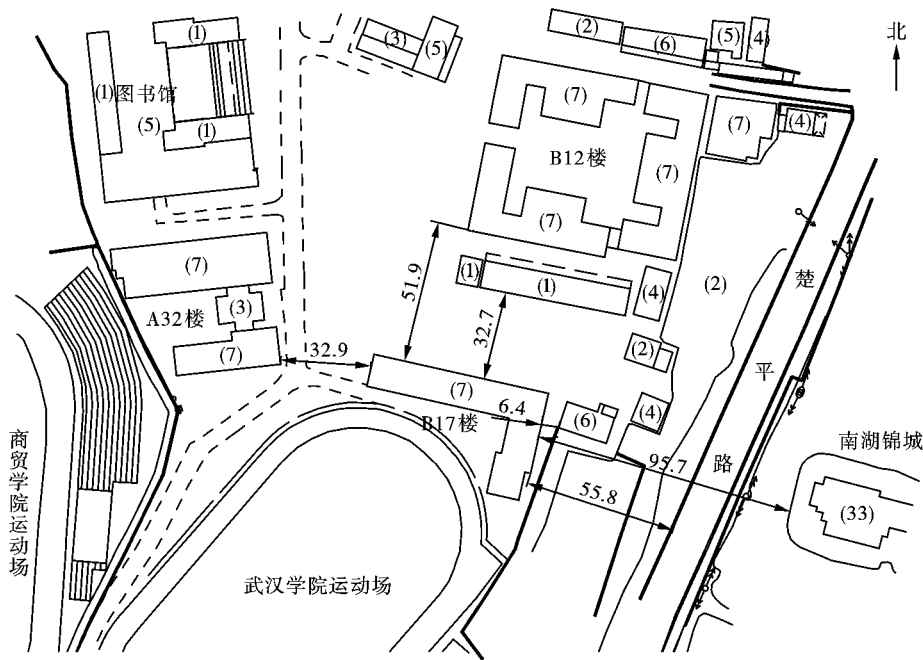 (1)
(3)
(5)
(2)
(6)
(5)
(4)
北
(1)图书馆
(5)
(1)
(7)
(7)
(4)
B12楼
(7)
(7)
(7)
(3)
A32楼
(7)
51.9
(1)
(1)
(4)
(2)
楚
平
路
32.7
(2)
32.9
(7)
B17楼
6.4
(6)
(4)
95.7
55.8
南湖锦城
(33)
商贸学院运动场
武汉学院运动场